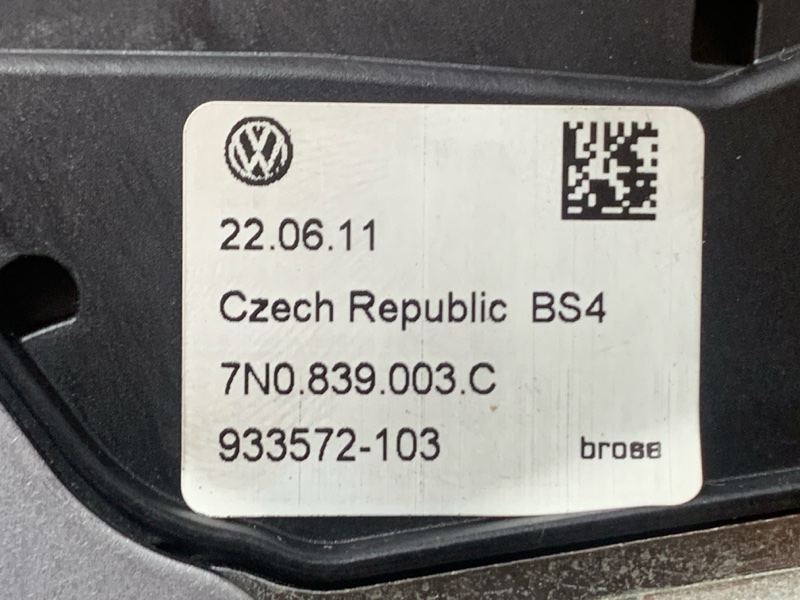 22.06.11
Czech Republic BS4
7N0.839.003.C
933572-103 brose